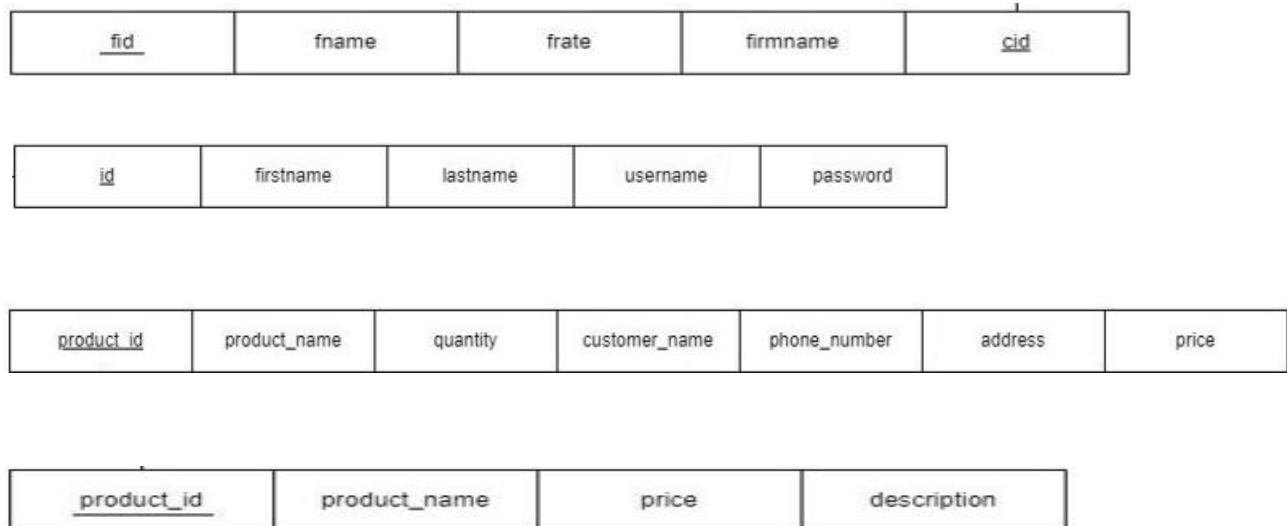 fid fname frate firmname cid
id firstname lastname username password
product_id product_name quantity customer_name phone_number address price
product_id product_name price description